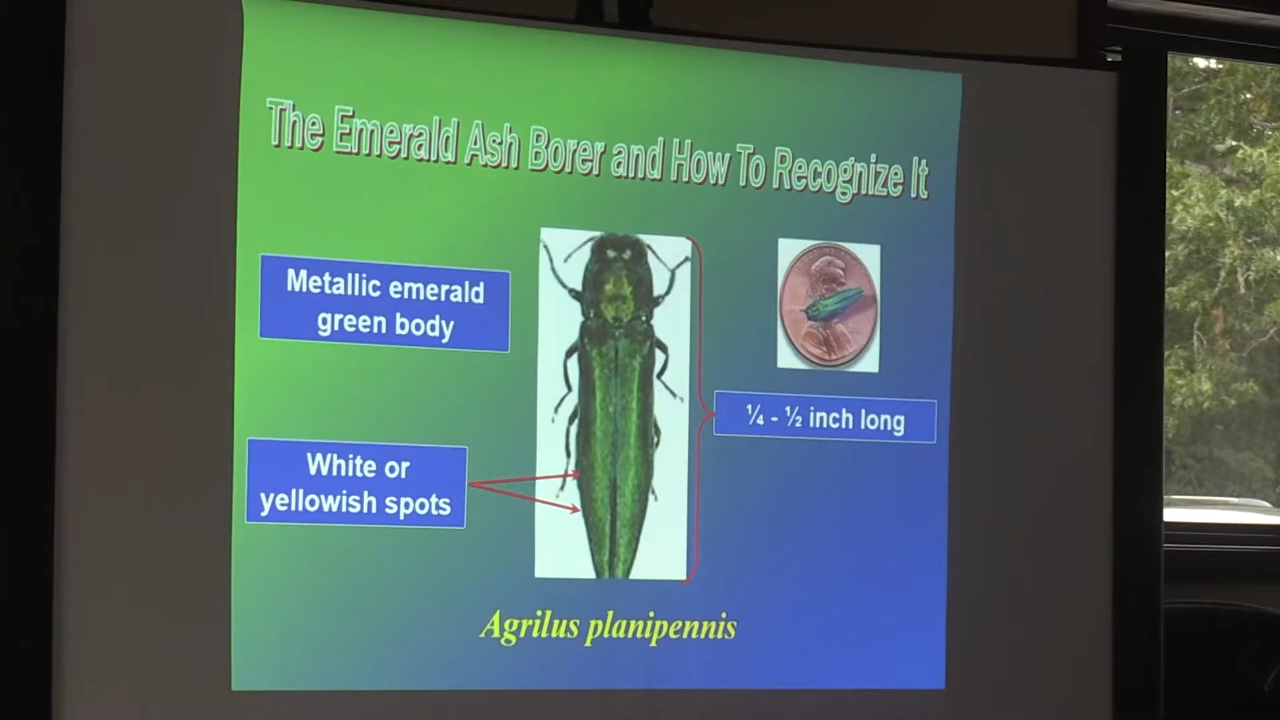 The Emerald Ash Borer and How To Recognize It
Metallic emerald
green body
White or
yellowish spots
¼ - ½ inch long
Agrilus planipennis